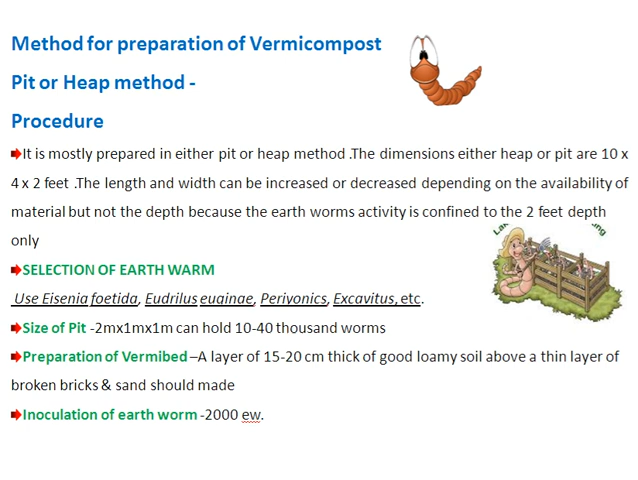 Method for preparation of Vermicompost
Pit or Heap method -
Procedure
It is mostly prepared in either pit or heap method .The dimensions either heap or pit are 10 x
4 x 2 feet .The length and width can be increased or decreased depending on the availability of
material but not the depth because the earth worms activity is confined to the 2 feet depth
only
SELECTION OF EARTH WARM
Use Eisenia foetida, Eudrilus euginae, Periyonics, Excavitus, etc.
Size of Pit -2mx1mx1m can hold 10-40 thousand worms
Preparation of Vermibed –A layer of 15-20 cm thick of good loamy soil above a thin layer of
broken bricks & sand should made
Inoculation of earth worm -2000 ew.